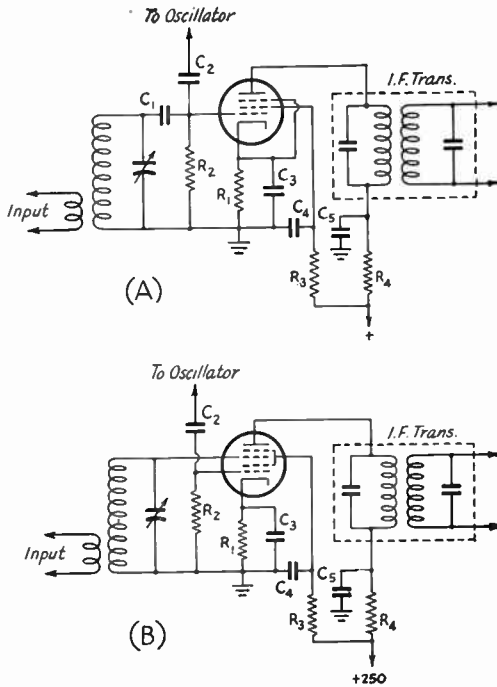 To Oscillator
C2
C1
I.F. Trans.
R2
C3
R1
Input
C4
C5
R3
R4
(A)
+
To Oscillator
C2
I.F. Trans.
R2
C3
R1
Input
C4
C5
R3
R4
(B)
+250